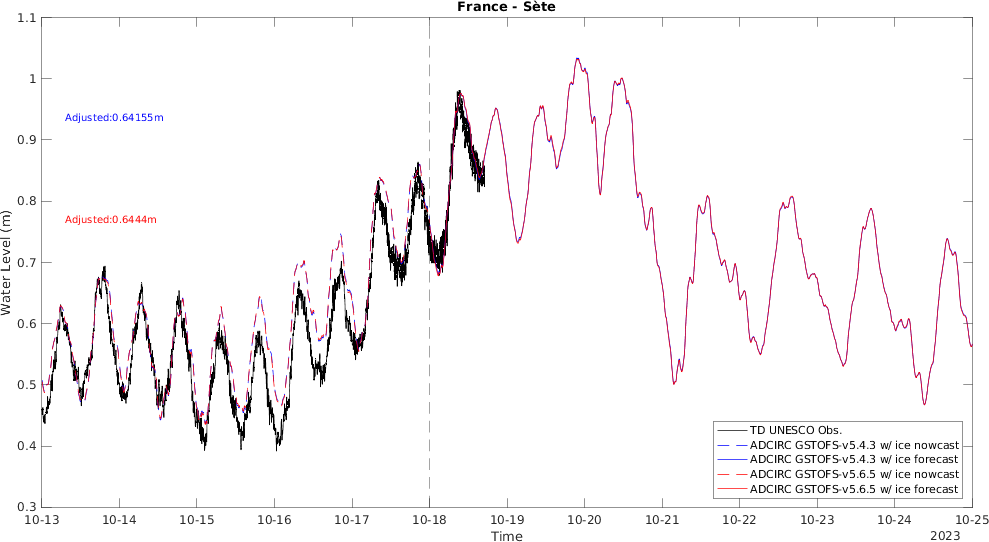 France - Sète
1.1
1
0.9
0.8
0.7
0.6
0.5
0.4
0.3
Water Level (m)
Adjusted:0.64155m
Adjusted:0.6444m
TD UNESCO Obs.
ADCIRC GSTOFS-v5.4.3 w/ ice nowcast
ADCIRC GSTOFS-v5.4.3 w/ ice forecast
ADCIRC GSTOFS-v5.6.5 w/ ice nowcast
ADCIRC GSTOFS-v5.6.5 w/ ice forecast
10-13 10-14 10-15 10-16 10-17 10-18 10-19 10-20 10-21 10-22 10-23 10-24 10-25
Time
2023